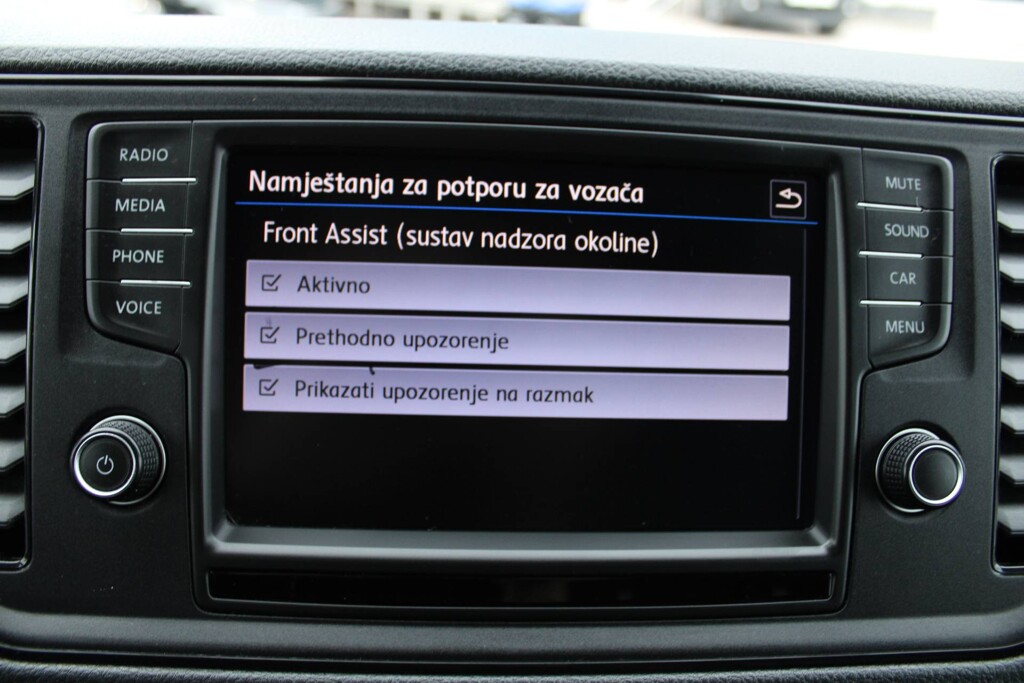 RADIO
MEDIA
PHONE
VOICE
Namještanja za potporu za vozača
Front Assist (sustav nadzora okoline)
Aktivno
Prethodno upozorenje
Prikazati upozorenje na razmak
MUTE
SOUND
CAR
MENU